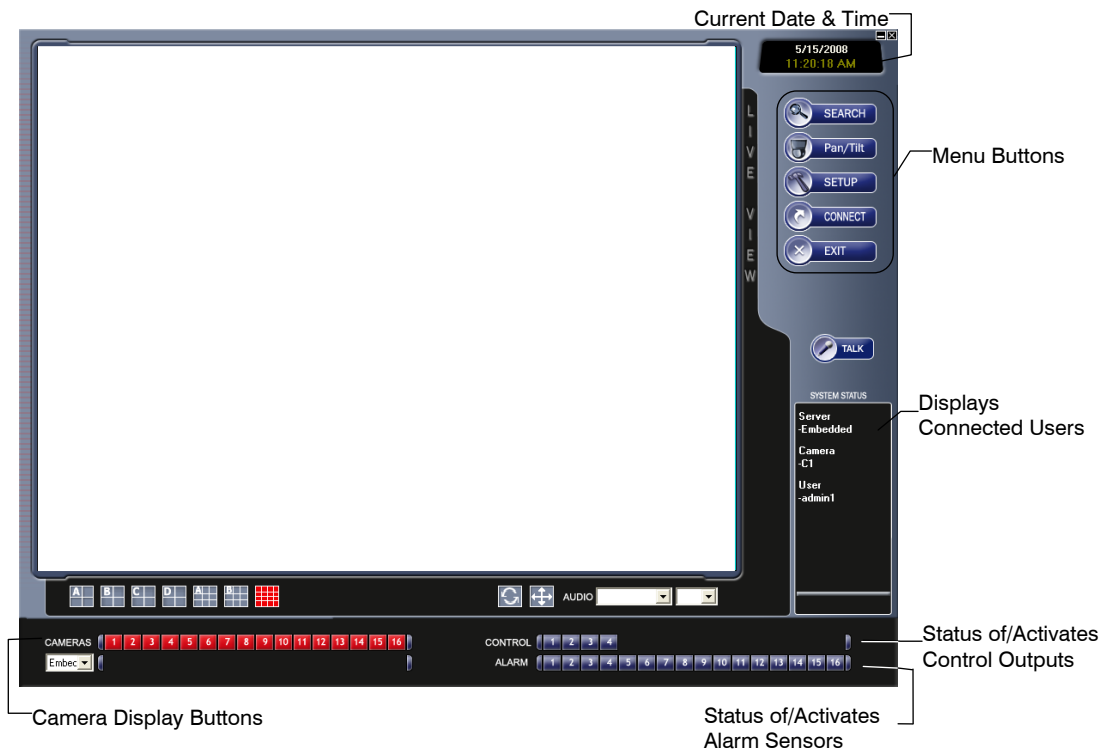 Current Date & Time
5/15/2008
11:20:18 AM
LIVE VIEW
SEARCH
Pan/Tilt
SETUP
CONNECT
EXIT
Menu Buttons
TALK
SYSTEM STATUS
Server
-Embedded
Camera
-C1
User
-admin1
Displays
Connected Users
A
B
C
D
A
B
AUDIO
CAMERAS 1 2 3 4 5 6 7 8 9 10 11 12 13 14 15 16
Embec
CONTROL 1 2 3 4
ALARM 1 2 3 4 5 6 7 8 9 10 11 12 13 14 15 16
Status of/Activates
Control Outputs
Camera Display Buttons
Status of/Activates
Alarm Sensors